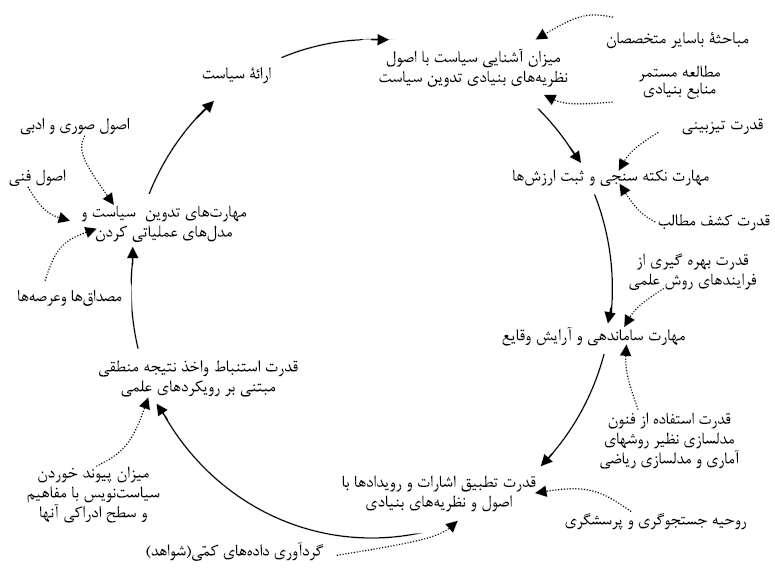 مباحثهٔ باسایر متخصصان
میزان آشنایی سیاست با اصول
نظریه‌های بنیادی تدوین سیاست
مطالعه مستمر
منابع بنیادی
ارائهٔ سیاست
قدرت تیزبینی
مهارت نکته سنجی و ثبت ارزش‌ها
قدرت کشف مطالب
اصول صوری و ادبی
اصول فنی
مهارت‌های تدوین سیاست و
مدل‌های عملیاتی کردن
مصداق‌ها وعرصه‌ها
قدرت بهره گیری از
فرایندهای روش علمی
مهارت ساماندهی و آرایش وقایع
قدرت استفاده از فنون
مدلسازی نظیر روشهای
آماری و مدلسازی ریاضی
قدرت استنباط واخذ نتیجه منطقی
مبتنی بر رویکردهای علمی
میزان پیوند خوردن
سیاست‌نویس با مفاهیم
و سطح ادراکی آنها
قدرت تطبیق اشارات و رویدادها با
اصول و نظریه‌های بنیادی
روحیه جستجوگری و پرسشگری
گردآوری داده‌های کمّی(شواهد)